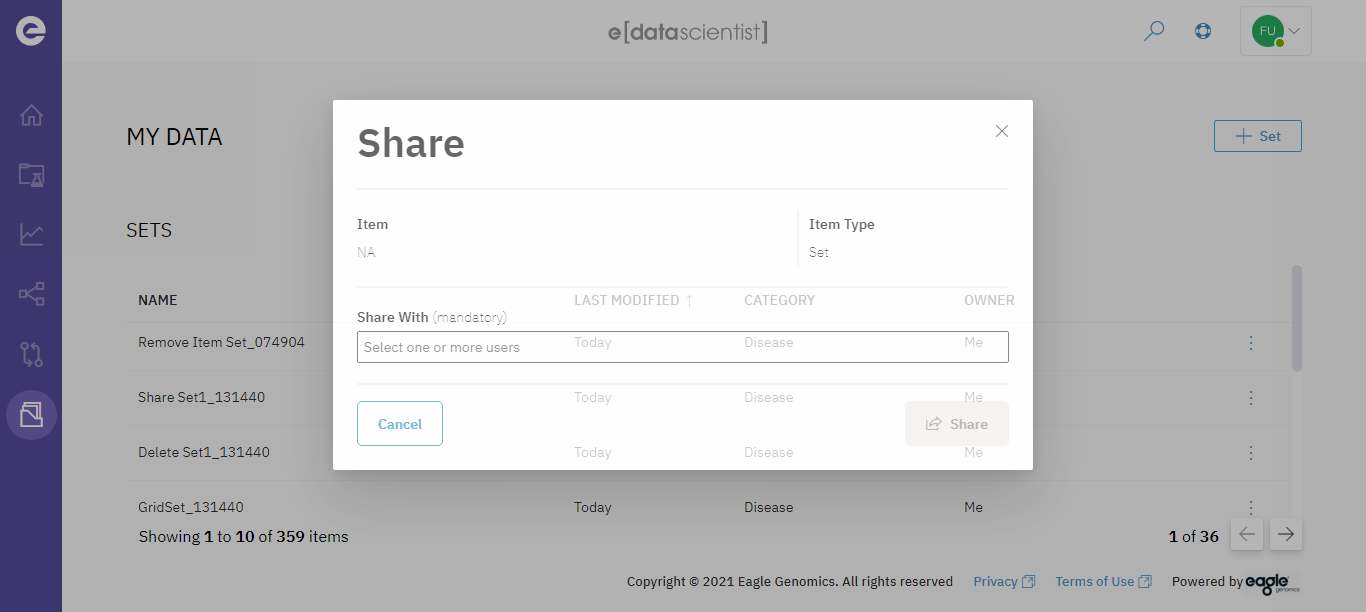 e[datascientist]
FU
MY DATA
+ Set
SETS
NAME
LAST MODIFIED ↑
CATEGORY
OWNER
Remove Item Set_074904
Today
Disease
Me
Share Set1_131440
Today
Disease
Me
Delete Set1_131440
Today
Disease
Me
GridSet_131440
Today
Disease
Me
Showing 1 to 10 of 359 items
1 of 36
Share
Item
Item Type
NA
Set
Share With (mandatory)
Select one or more users
Cancel
Share
Copyright © 2021 Eagle Genomics. All rights reserved
Privacy
Terms of Use
Powered by eagle genomics